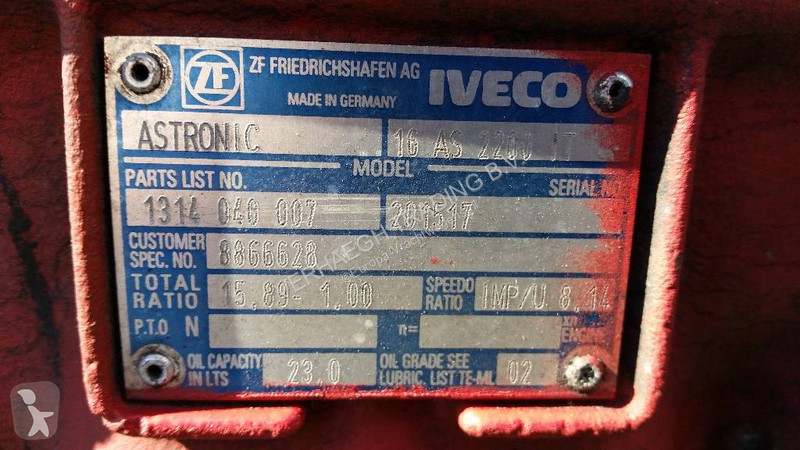 ZF ZF FRIEDRICHSHAFEN AG IVECO
MADE IN GERMANY
ASTRONIC 16 AS 2200 IT
MODEL
PARTS LIST NO. SERIAL NO
1314 040 007 201517
CUSTOMER SPEC. NO. 8866628
TOTAL RATIO 15,89-1.00 SPEEDO RATIO IMP/U 8,14
P.T.O N n=
OIL CAPACITY IN LTS 23,0 OIL GRADE SEE LUBRIC. LIST TE-ML 02